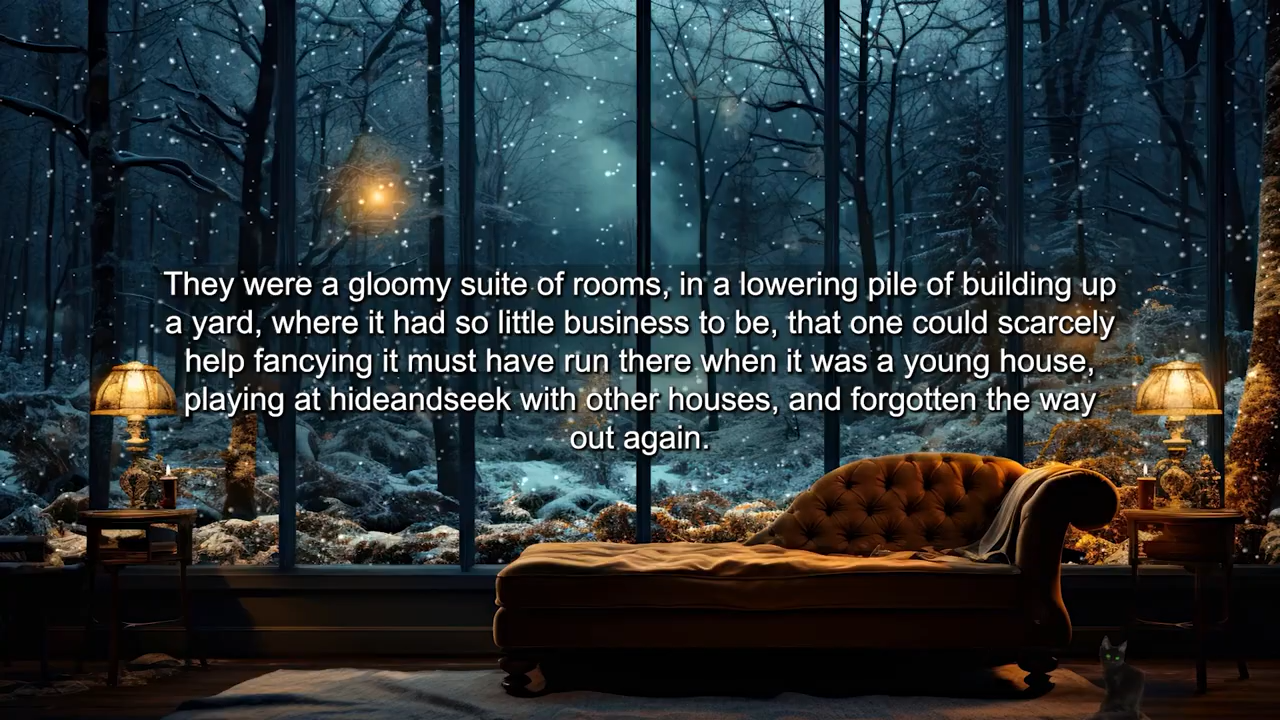 They were a gloomy suite of rooms, in a lowering pile of building up
a yard, where it had so little business to be, that one could scarcely
help fancying it must have run there when it was a young house,
playing at hideandseek with other houses, and forgotten the way
out again.